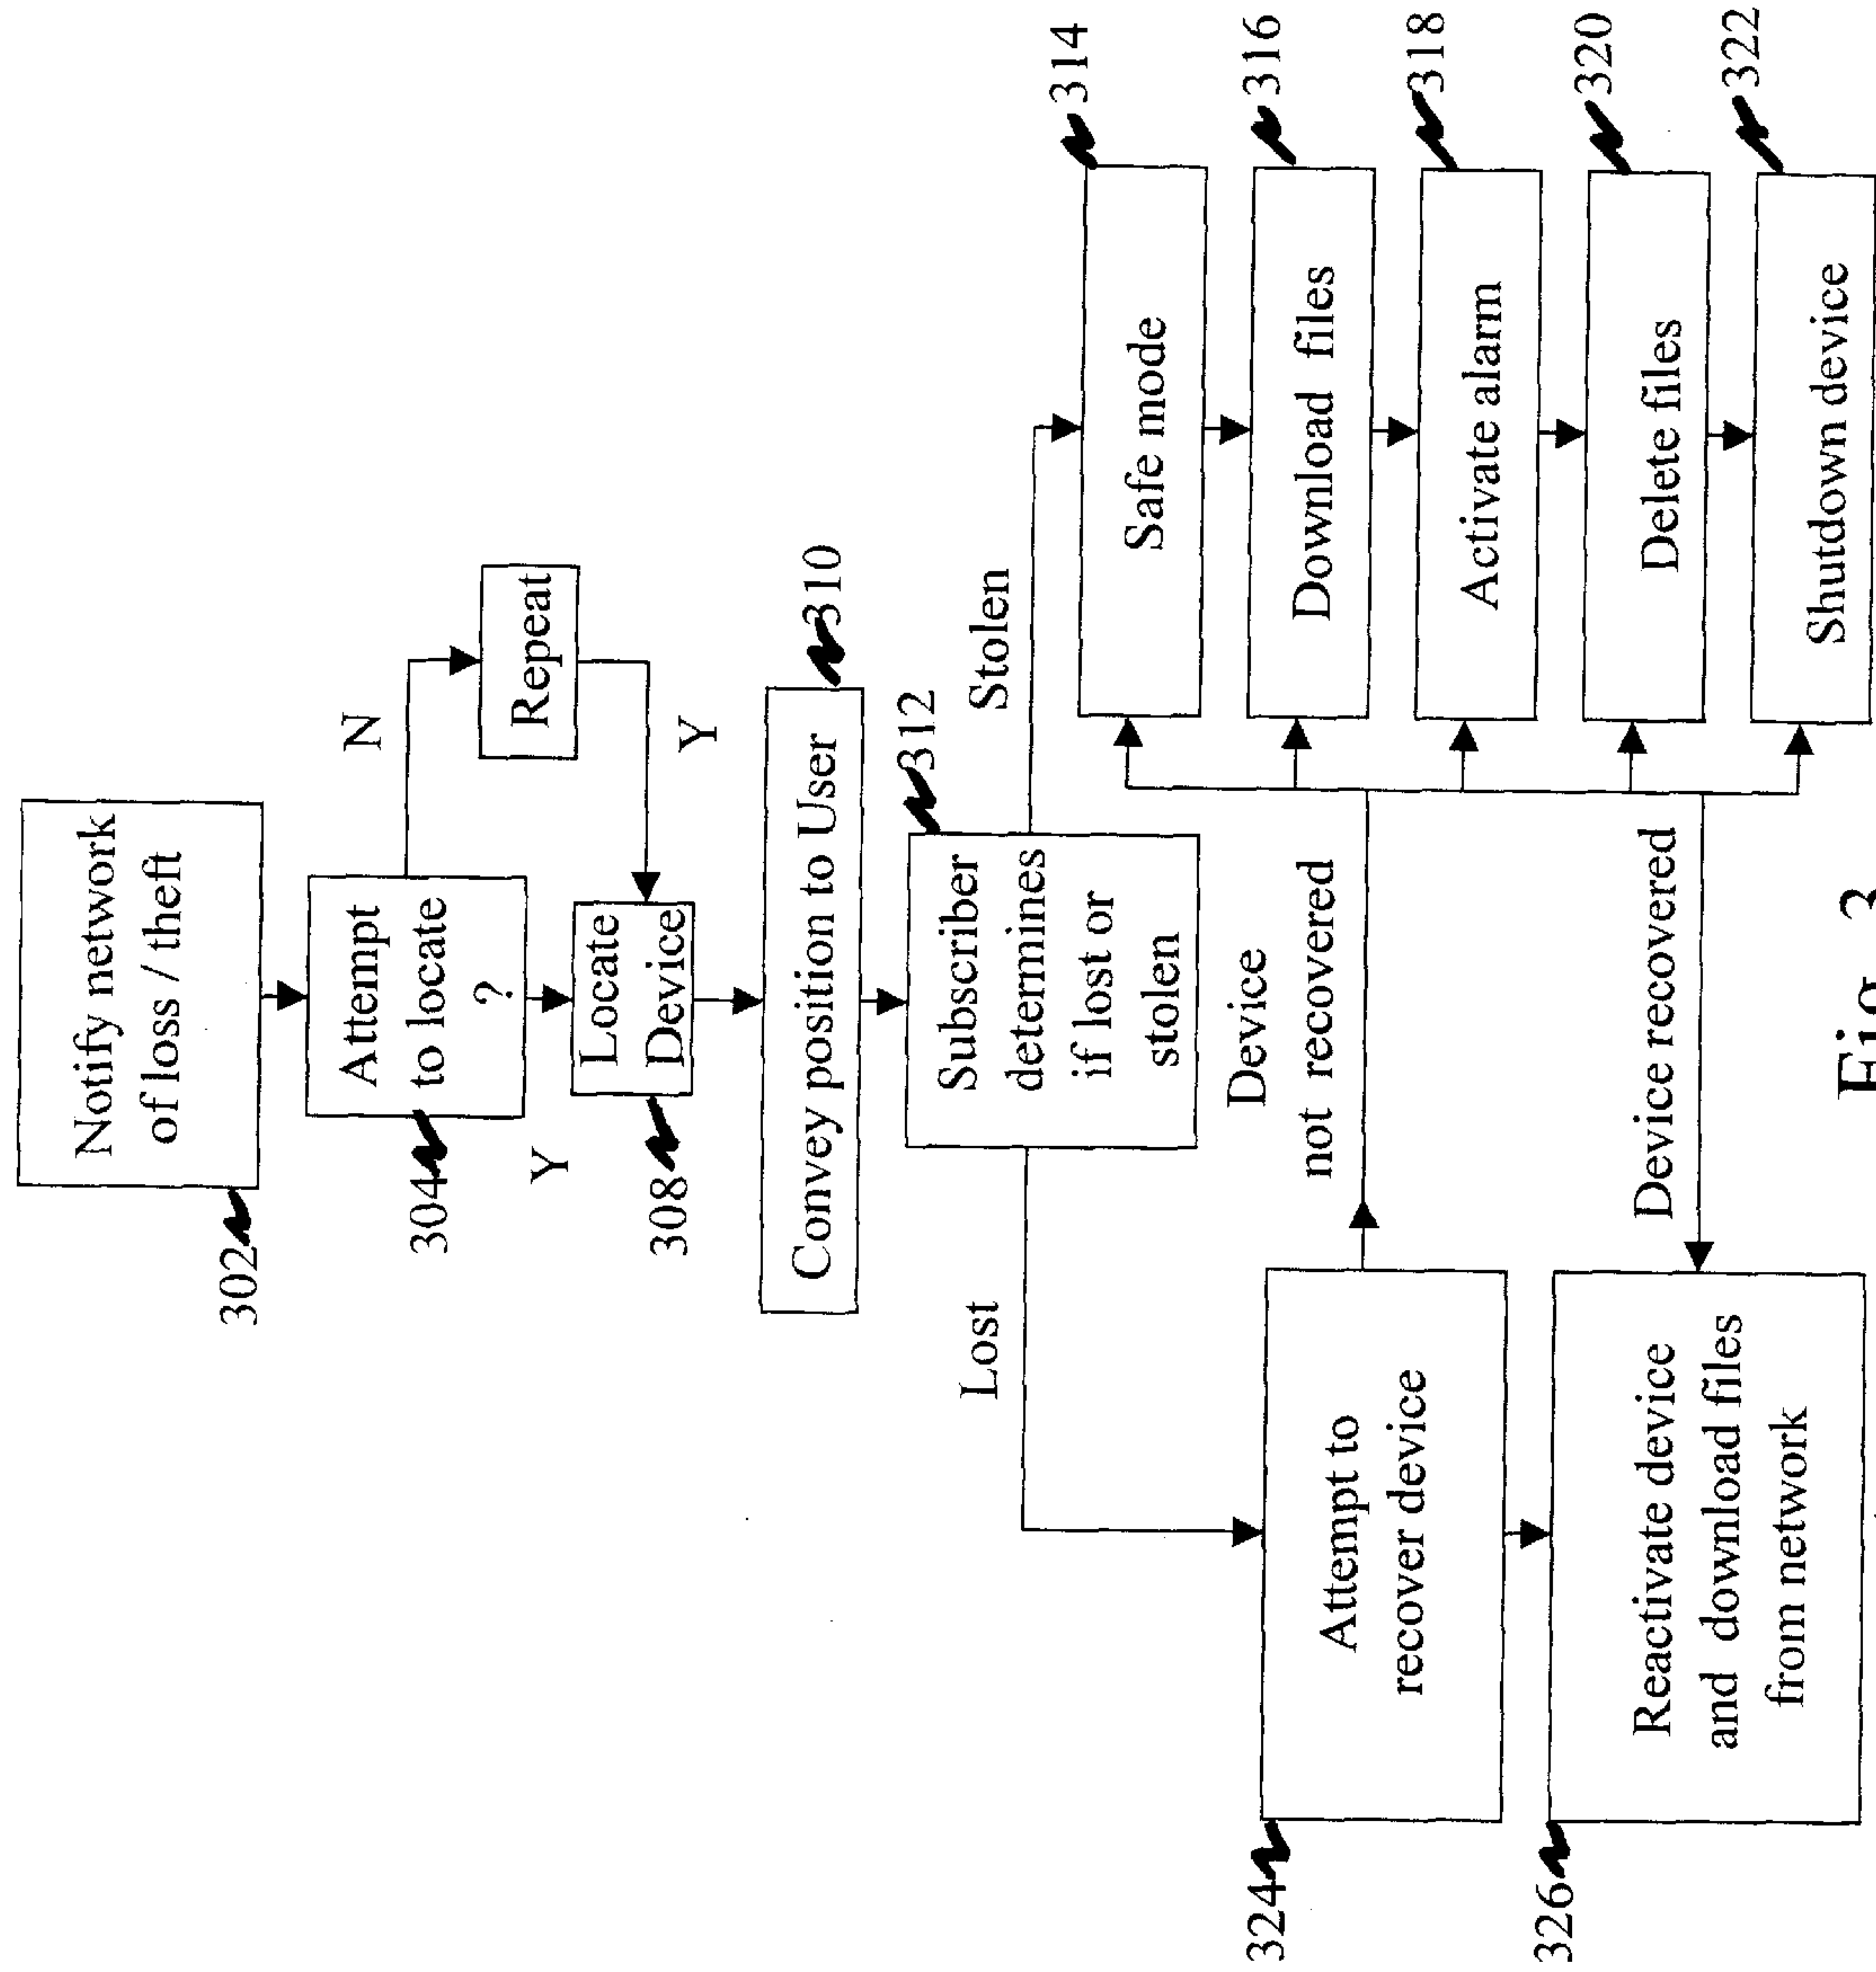 Notify network
of loss / theft
302
Attempt
to locate
?
304
N
Repeat
Y
Y
Locate
Device
308
Convey position to User
310
Subscriber
determines
if lost or
stolen
312
Lost
Stolen
Safe mode
314
Download files
316
Activate alarm
318
Delete files
320
Shutdown device
322
Device
not recovered
Attempt to
recover device
324
Device recovered
Reactivate device
and download files
from network
326
Fig. 3